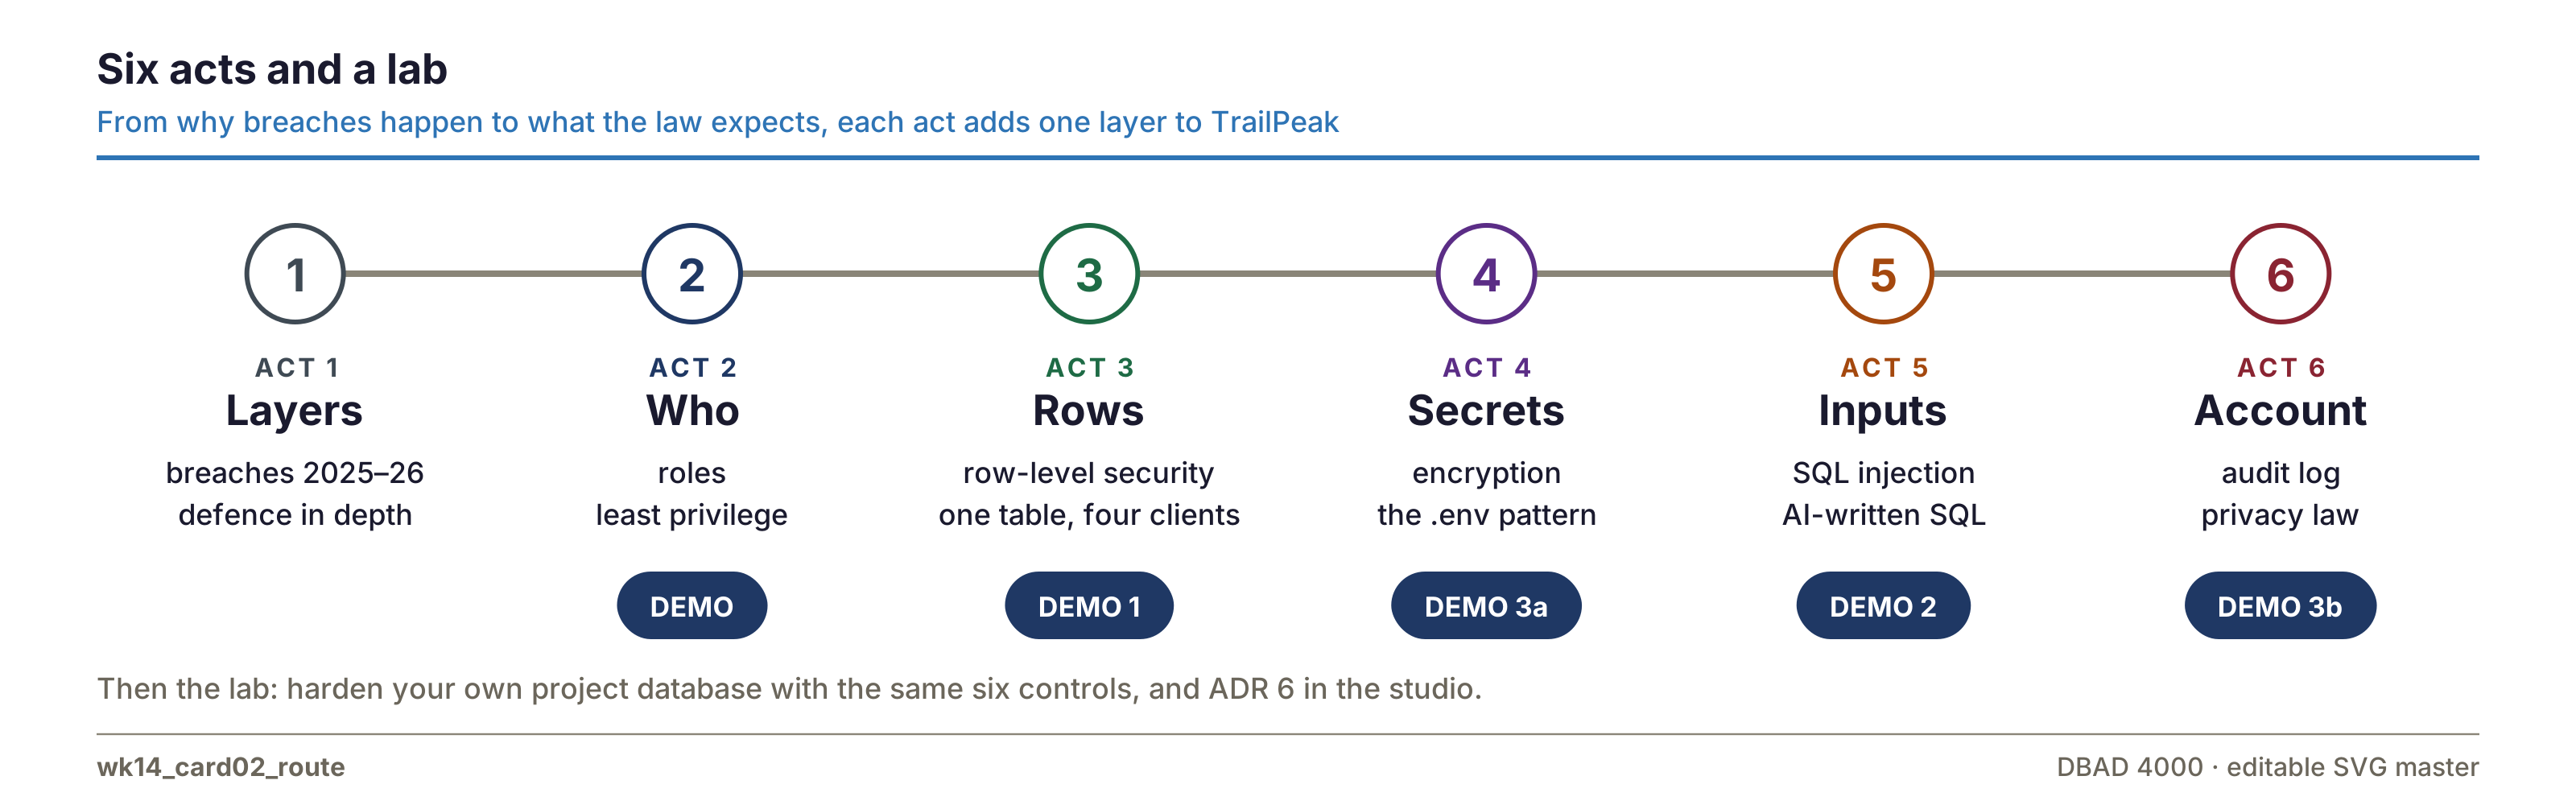 Six acts and a lab
From why breaches happen to what the law expects, each act adds one layer to TrailPeak
1
ACT 1
Layers
breaches 2025–26
defence in depth
2
ACT 2
Who
roles
least privilege
DEMO
3
ACT 3
Rows
row-level security
one table, four clients
DEMO 1
4
ACT 4
Secrets
encryption
the .env pattern
DEMO 3a
5
ACT 5
Inputs
SQL injection
AI-written SQL
DEMO 2
6
ACT 6
Account
audit log
privacy law
DEMO 3b
Then the lab: harden your own project database with the same six controls, and ADR 6 in the studio.
wk14_card02_route
DBAD 4000 · editable SVG master